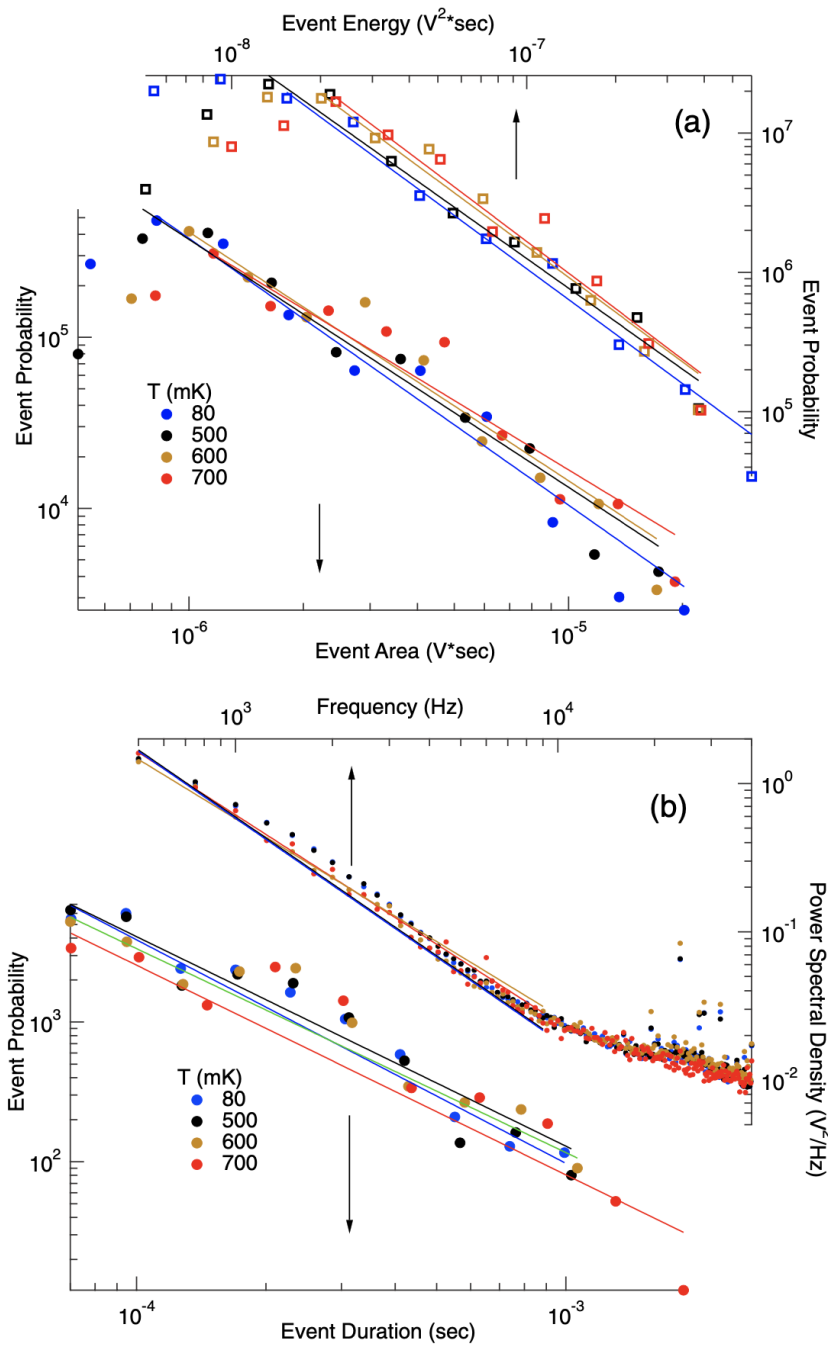 Event Energy (V²*sec)
10⁻⁸ 10⁻⁷
(a)
10⁷
10⁶
10⁵
Event Probability
Event Probability
10⁵
10⁴
T (mK)
80
500
600
700
10⁻⁶ 10⁻⁵
Event Area (V*sec)
Frequency (Hz)
10³ 10⁴
(b)
10⁰
10⁻¹
10⁻²
Power Spectral Density (V²/Hz)
Event Probability
10³
10²
T (mK)
80
500
600
700
10⁻⁴ 10⁻³
Event Duration (sec)